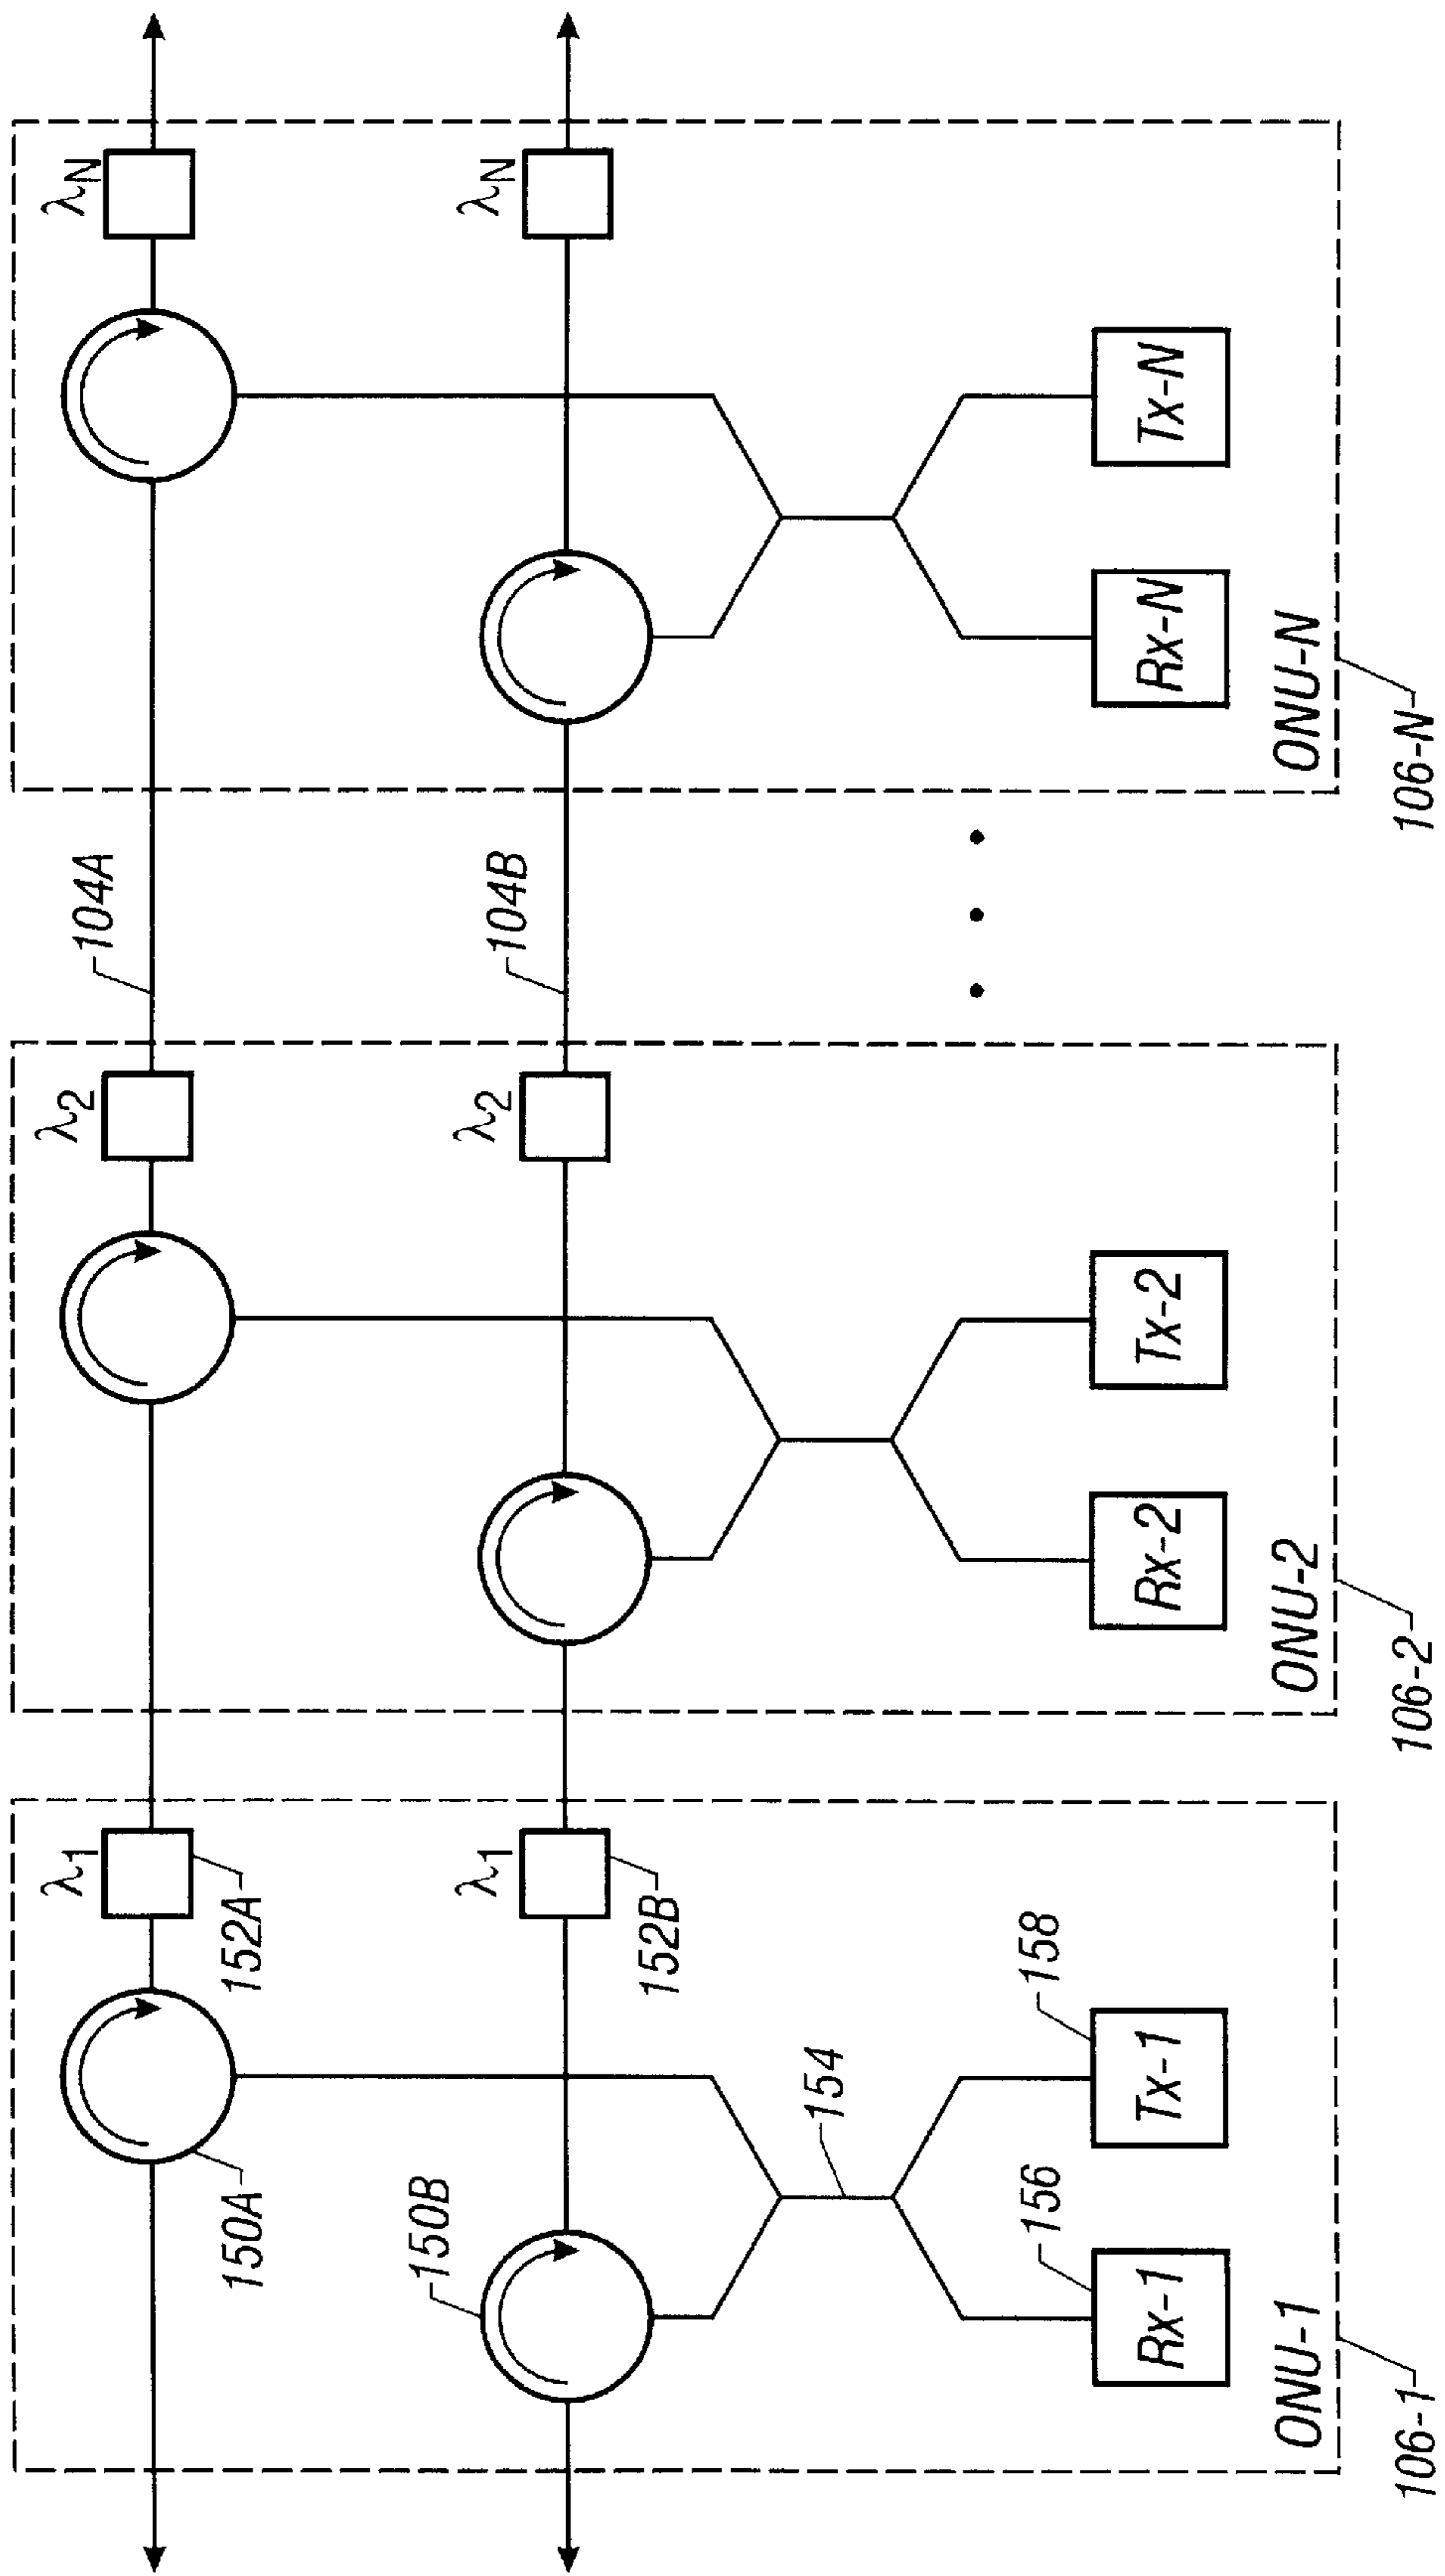 λ1
λ2
λN
104A
152A
150A
λ1
λ2
λN
104B
152B
150B
154
158
156
Rx-1
Tx-1
Rx-2
Tx-2
Rx-N
Tx-N
ONU-1
ONU-2
ONU-N
106-1
106-2
106-N